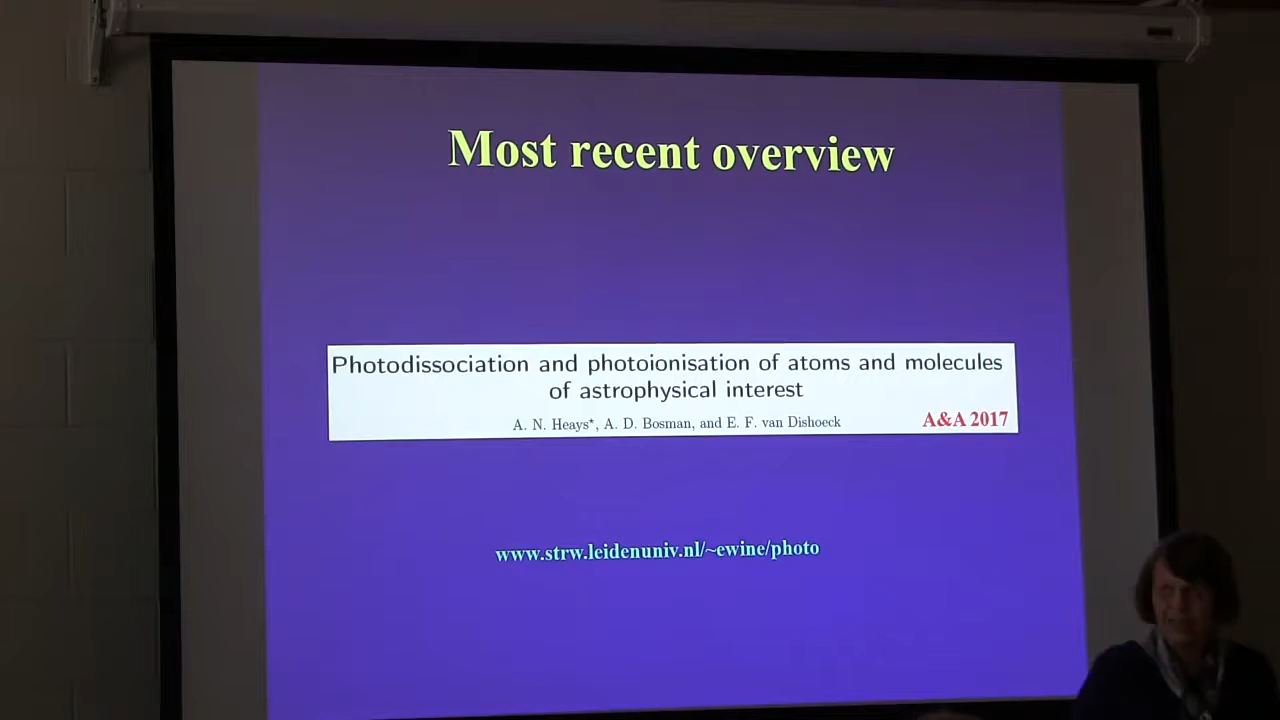 Most recent overview
Photodissociation and photoionisation of atoms and molecules
of astrophysical interest
A. N. Heays*, A. D. Bosman, and E. F. van Dishoeck A&A 2017
www.strw.leidenuniv.nl/~ewine/photo